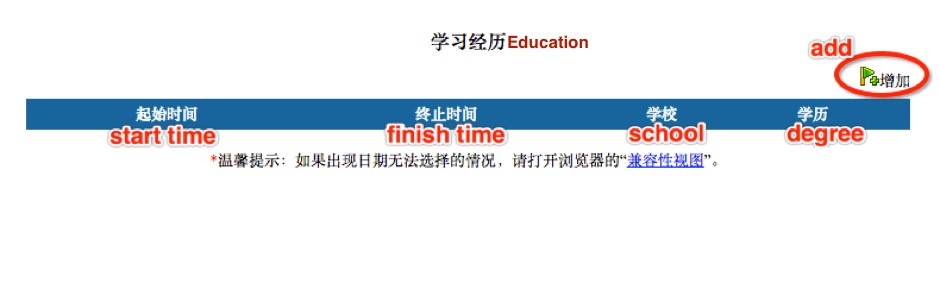 学习经历Education
add
增加
起始时间 终止时间 学校 学历
start time finish time school degree
*温馨提示：如果出现日期无法选择的情况，请打开浏览器的“兼容性视图”。